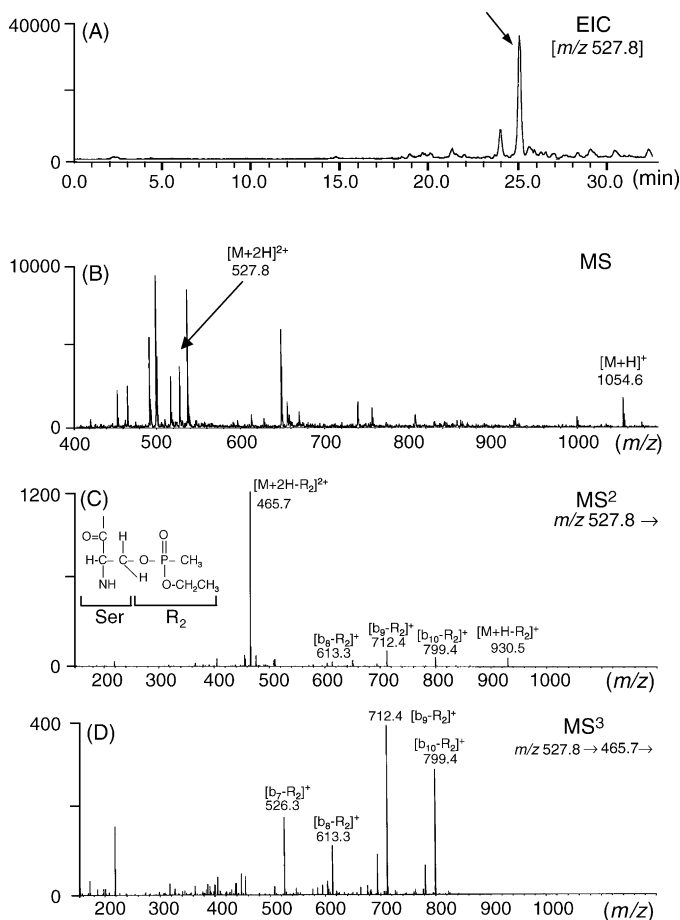 (A)
EIC
[m/z 527.8]
40000
0
0.0 5.0 10.0 15.0 20.0 25.0 30.0 (min)
(B)
MS
10000
0
[M+2H]²⁺
527.8
[M+H]⁺
1054.6
400 500 600 700 800 900 1000 (m/z)
(C)
MS²
m/z 527.8 →
1200
0
[M+2H-R₂]²⁺
465.7
O=C H O
H-C-C-O-P-CH₃
NH H O-CH₂CH₃
Ser R₂
[b₈-R₂]⁺
613.3
[b₉-R₂]⁺
712.4
[b₁₀-R₂]⁺
799.4
[M+H-R₂]⁺
930.5
200 300 400 500 600 700 800 900 1000 (m/z)
(D)
MS³
m/z 527.8 → 465.7→
400
0
712.4 [b₉-R₂]⁺
[b₁₀-R₂]⁺
799.4
[b₇-R₂]⁺
526.3
[b₈-R₂]⁺
613.3
200 300 400 500 600 700 800 900 1000 (m/z)